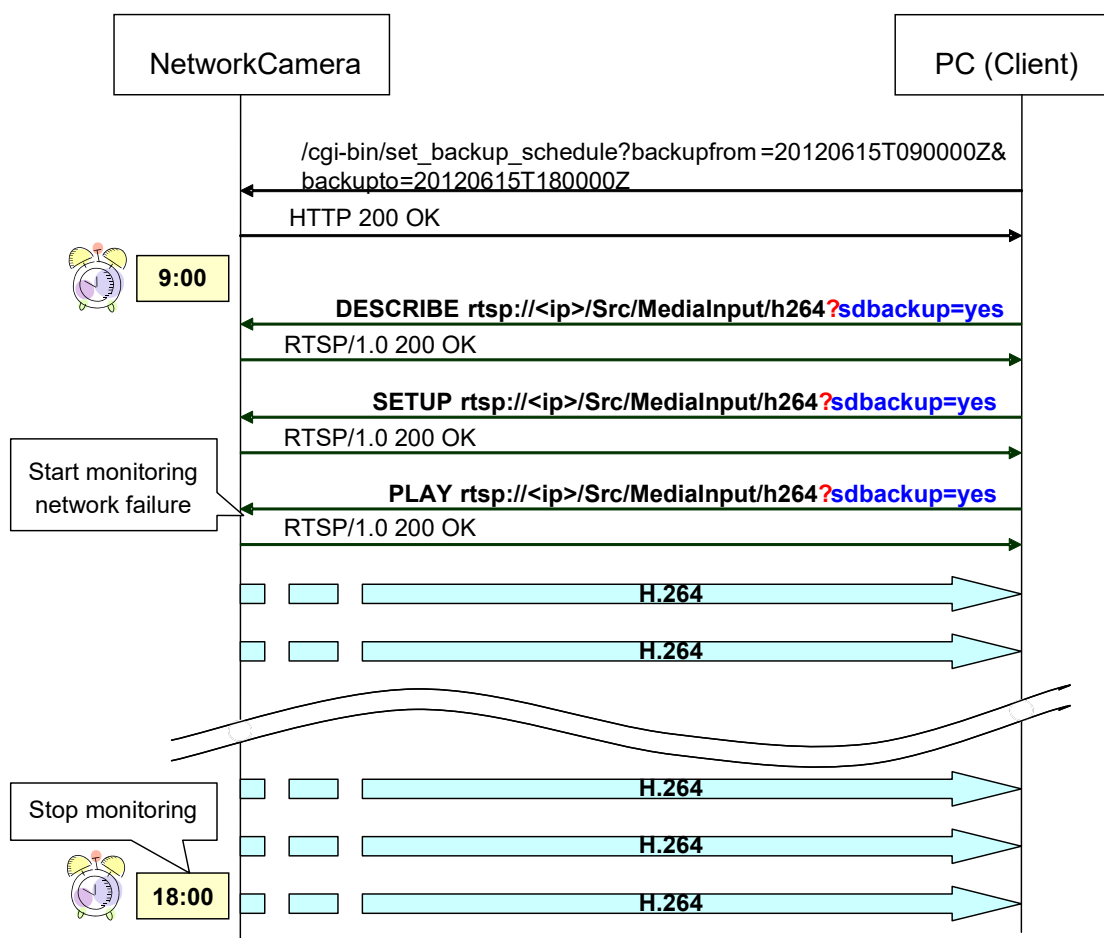 NetworkCamera
PC (Client)
/cgi-bin/set_backup_schedule?backupfrom=20120615T090000Z&
backupto=20120615T180000Z
HTTP 200 OK
9:00
DESCRIBE rtsp://<ip>/Src/MediaInput/h264?sdbackup=yes
RTSP/1.0 200 OK
SETUP rtsp://<ip>/Src/MediaInput/h264?sdbackup=yes
RTSP/1.0 200 OK
Start monitoring
network failure
PLAY rtsp://<ip>/Src/MediaInput/h264?sdbackup=yes
RTSP/1.0 200 OK
H.264
H.264
H.264
Stop monitoring
H.264
18:00
H.264